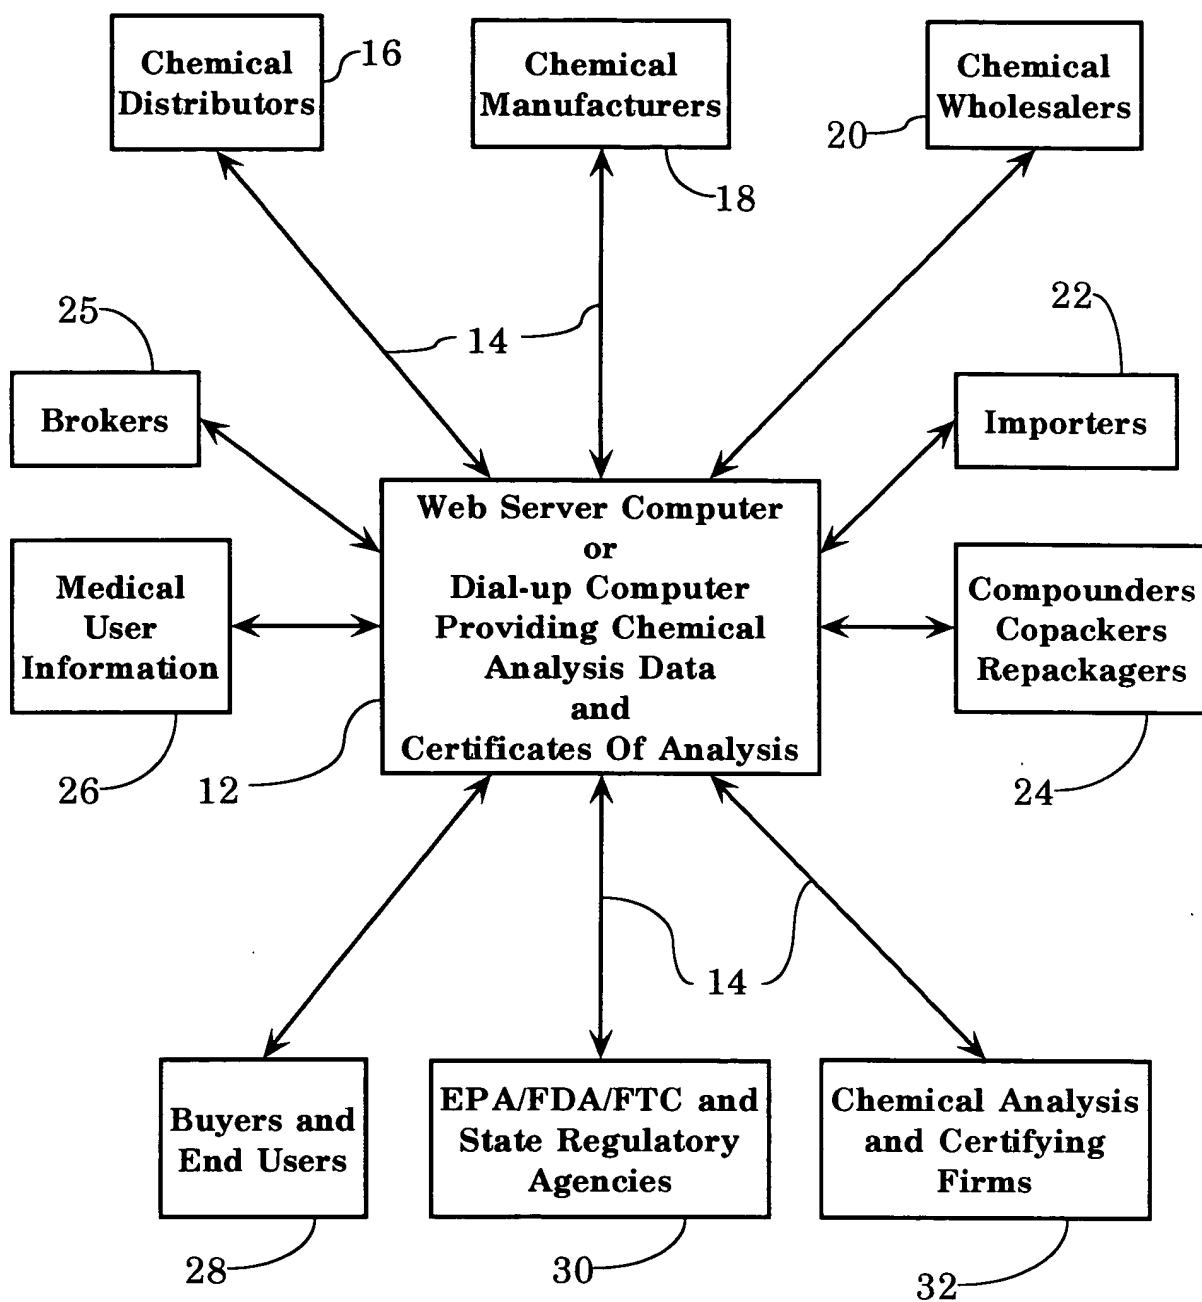 Chemical
Distributors
16
Chemical
Manufacturers
18
Chemical
Wholesalers
20
14
25
Brokers
22
Importers
Web Server Computer
or
Dial-up Computer
Providing Chemical
Analysis Data
and
Certificates Of Analysis
12
Medical
User
Information
26
Compounders
Copackers
Repackagers
24
14
Buyers and
End Users
28
EPA/FDA/FTC and
State Regulatory
Agencies
30
Chemical Analysis
and Certifying
Firms
32